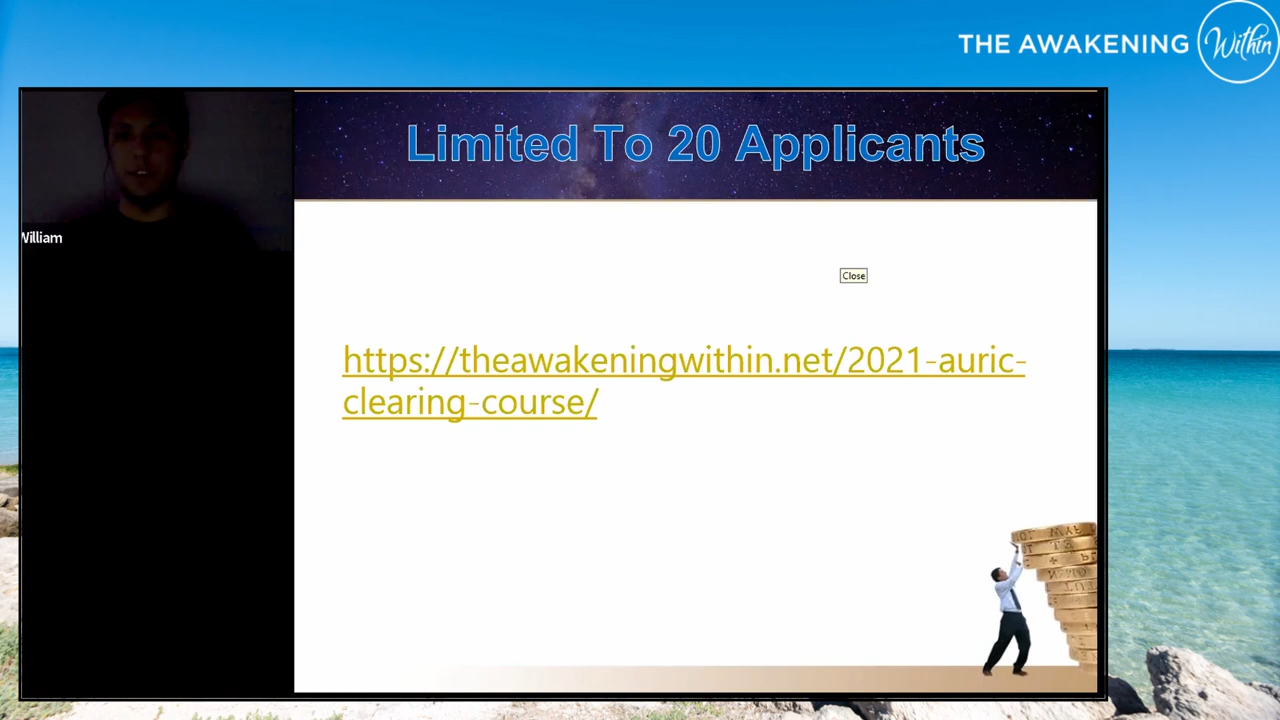 THE AWAKENING Within
Limited To 20 Applicants
William
Close
https://theawakeningwithin.net/2021-auric-
clearing-course/